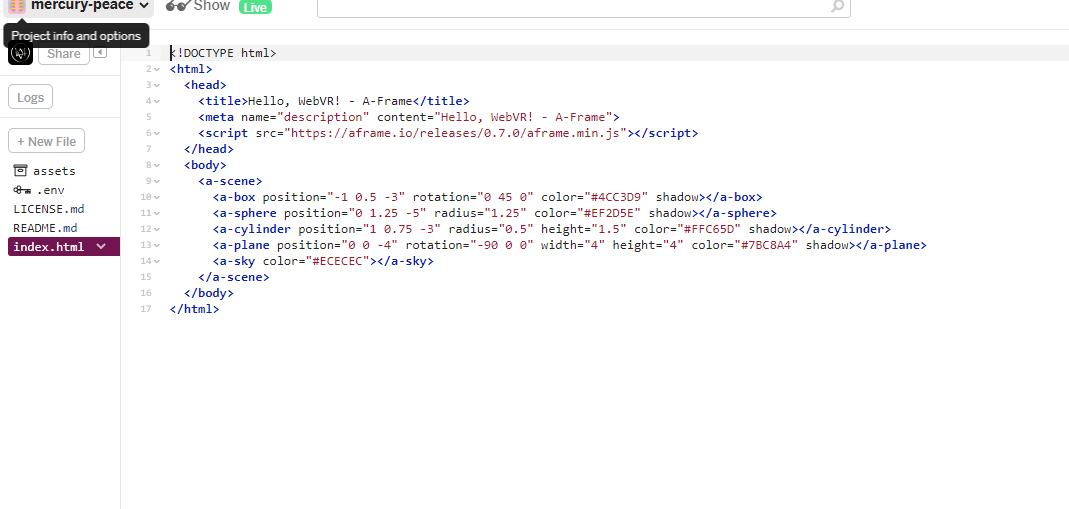 mercury-peace
Show
Live
Project info and options
Share
Logs
+ New File
assets
.env
LICENSE.md
README.md
index.html
1 <!DOCTYPE html>
2 <html>
3 <head>
4 <title>Hello, WebVR! - A-Frame</title>
5 <meta name="description" content="Hello, WebVR! - A-Frame">
6 <script src="https://aframe.io/releases/0.7.0/aframe.min.js"></script>
7 </head>
8 <body>
9 <a-scene>
10 <a-box position="-1 0.5 -3" rotation="0 45 0" color="#4CC3D9" shadow></a-box>
11 <a-sphere position="0 1.25 -5" radius="1.25" color="#EF2D5E" shadow></a-sphere>
12 <a-cylinder position="1 0.75 -3" radius="0.5" height="1.5" color="#FFC65D" shadow></a-cylinder>
13 <a-plane position="0 0 -4" rotation="-90 0 0" width="4" height="4" color="#7BC8A4" shadow></a-plane>
14 <a-sky color="#ECECEC"></a-sky>
15 </a-scene>
16 </body>
17 </html>